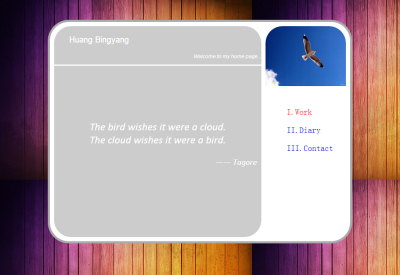 Huang Bingyang
Welcome to my home page
The bird wishes it were a cloud.
The cloud wishes it were a bird.
—— Tagore
I.Work
II.Diary
III.Contact